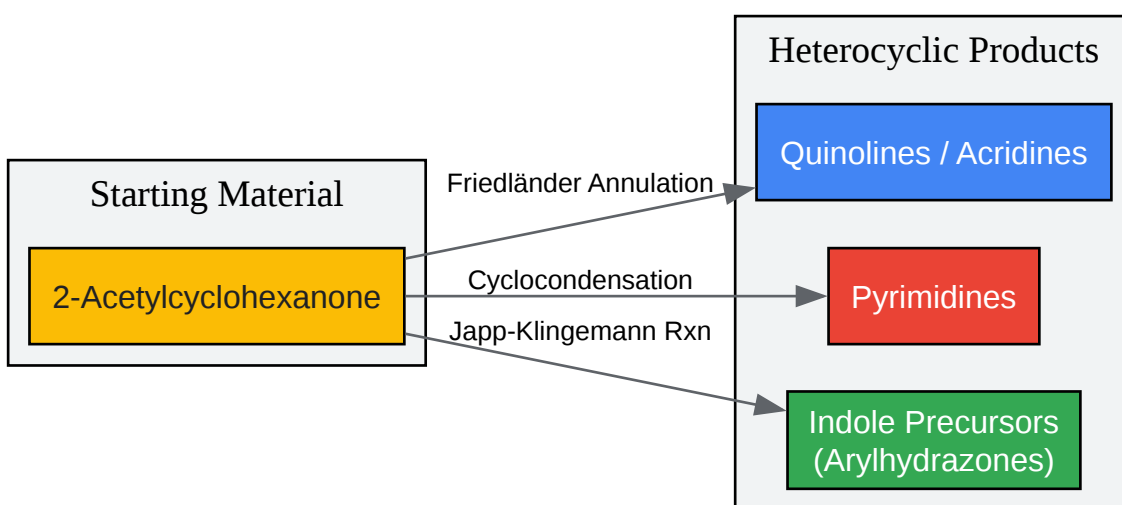 Heterocyclic Products
Quinolines / Acridines
Friedländer Annulation
Starting Material
2-Acetylcyclohexanone
Cyclocondensation
Pyrimidines
Japp-Klingemann Rxn
Indole Precursors
(Arylhydrazones)